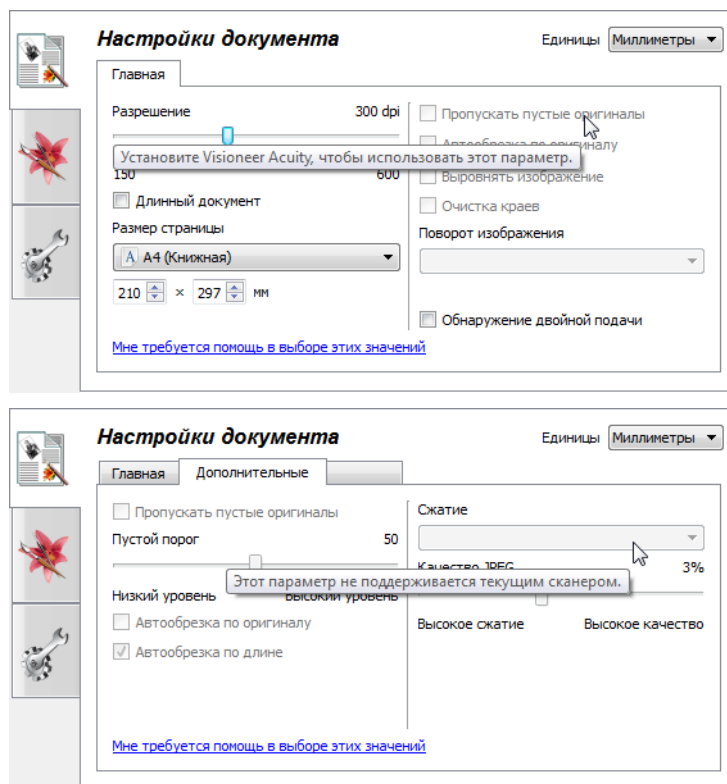 Настройки документа
Единицы Миллиметры
Главная
Разрешение 300 dpi
Пропускать пустые оригиналы
Установите Visioneer Acuity, чтобы использовать этот параметр.
150 600
Выровнять изображение
Длинный документ
Очистка краев
Размер страницы
Поворот изображения
A A4 (Книжная)
210 × 297 мм
Обнаружение двойной подачи
Мне требуется помощь в выборе этих значений
Настройки документа
Единицы Миллиметры
Главная Дополнительные
Пропускать пустые оригиналы
Сжатие
Пустой порог 50
Качество JPEG 3%
Этот параметр не поддерживается текущим сканером.
Низкий уровень Высокий уровень
Автообрезка по оригиналу
Высокое сжатие Высокое качество
Автообрезка по длине
Мне требуется помощь в выборе этих значений